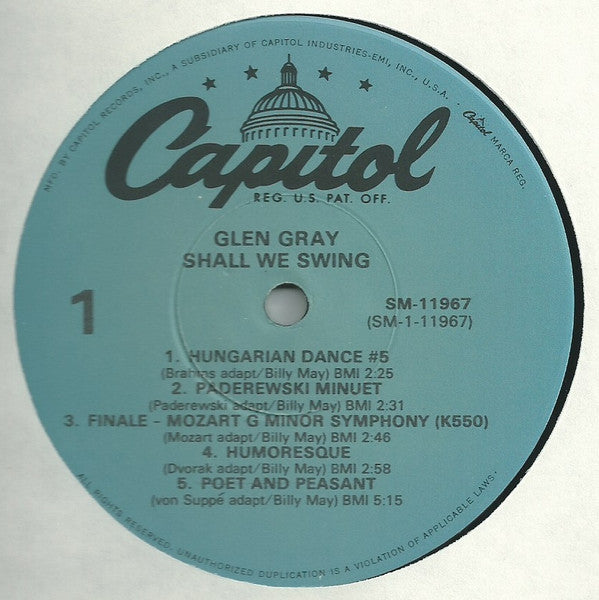 MFD. BY CAPITOL RECORDS, INC., A SUBSIDIARY OF CAPITOL INDUSTRIES-EMI, INC., U.S.A. · Capitol MARCA REG.
Capitol
REG. U.S. PAT. OFF.
GLEN GRAY
SHALL WE SWING
1
SM-11967
(SM-1-11967)
1. HUNGARIAN DANCE #5
(Brahms adapt/Billy May) BMI 2:25
2. PADEREWSKI MINUET
(Paderewski adapt/Billy May) BMI 2:31
3. FINALE – MOZART G MINOR SYMPHONY (K550)
(Mozart adapt/Billy May) BMI 2:46
4. HUMORESQUE
(Dvorak adapt/Billy May) BMI 2:58
5. POET AND PEASANT
(von Suppé adapt/Billy May) BMI 5:15
ALL RIGHTS RESERVED. UNAUTHORIZED DUPLICATION IS A VIOLATION OF APPLICABLE LAWS.